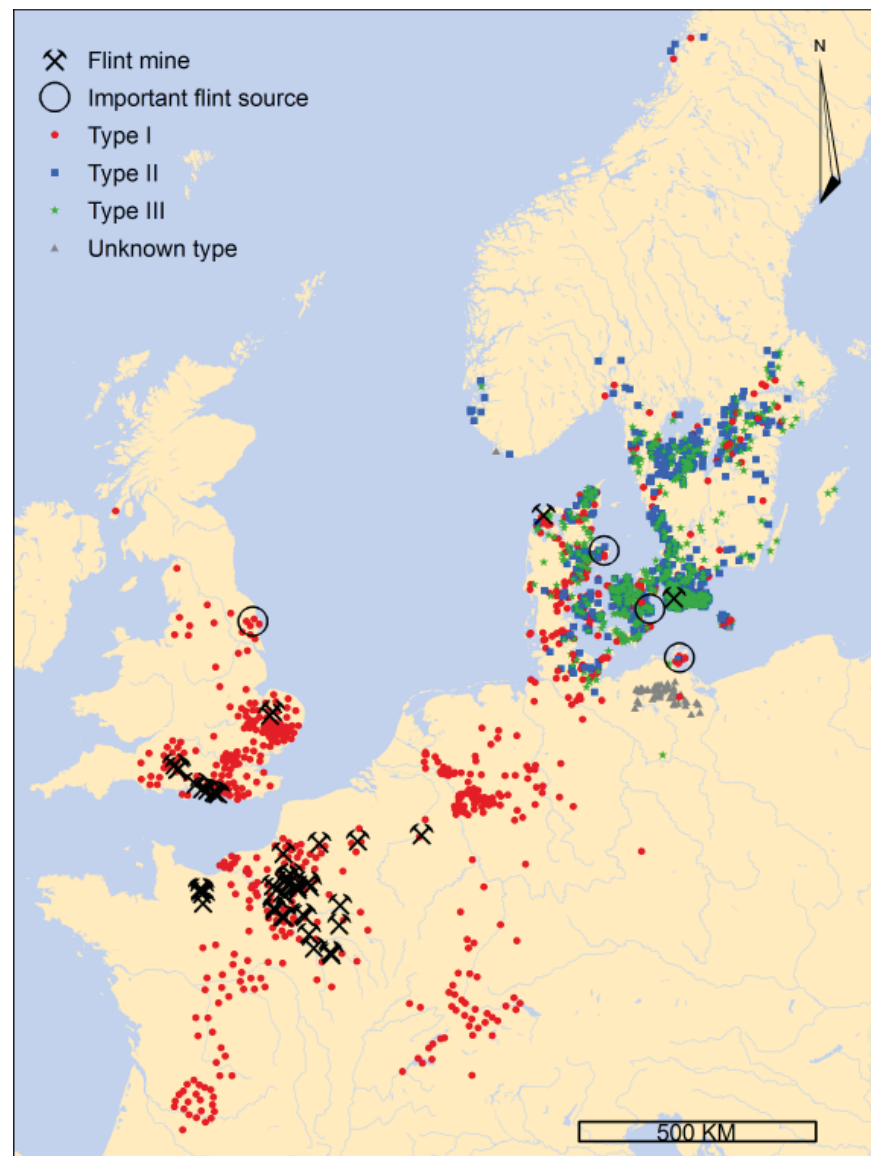 Flint mine
Important flint source
Type I
Type II
Type III
Unknown type
N
500 KM